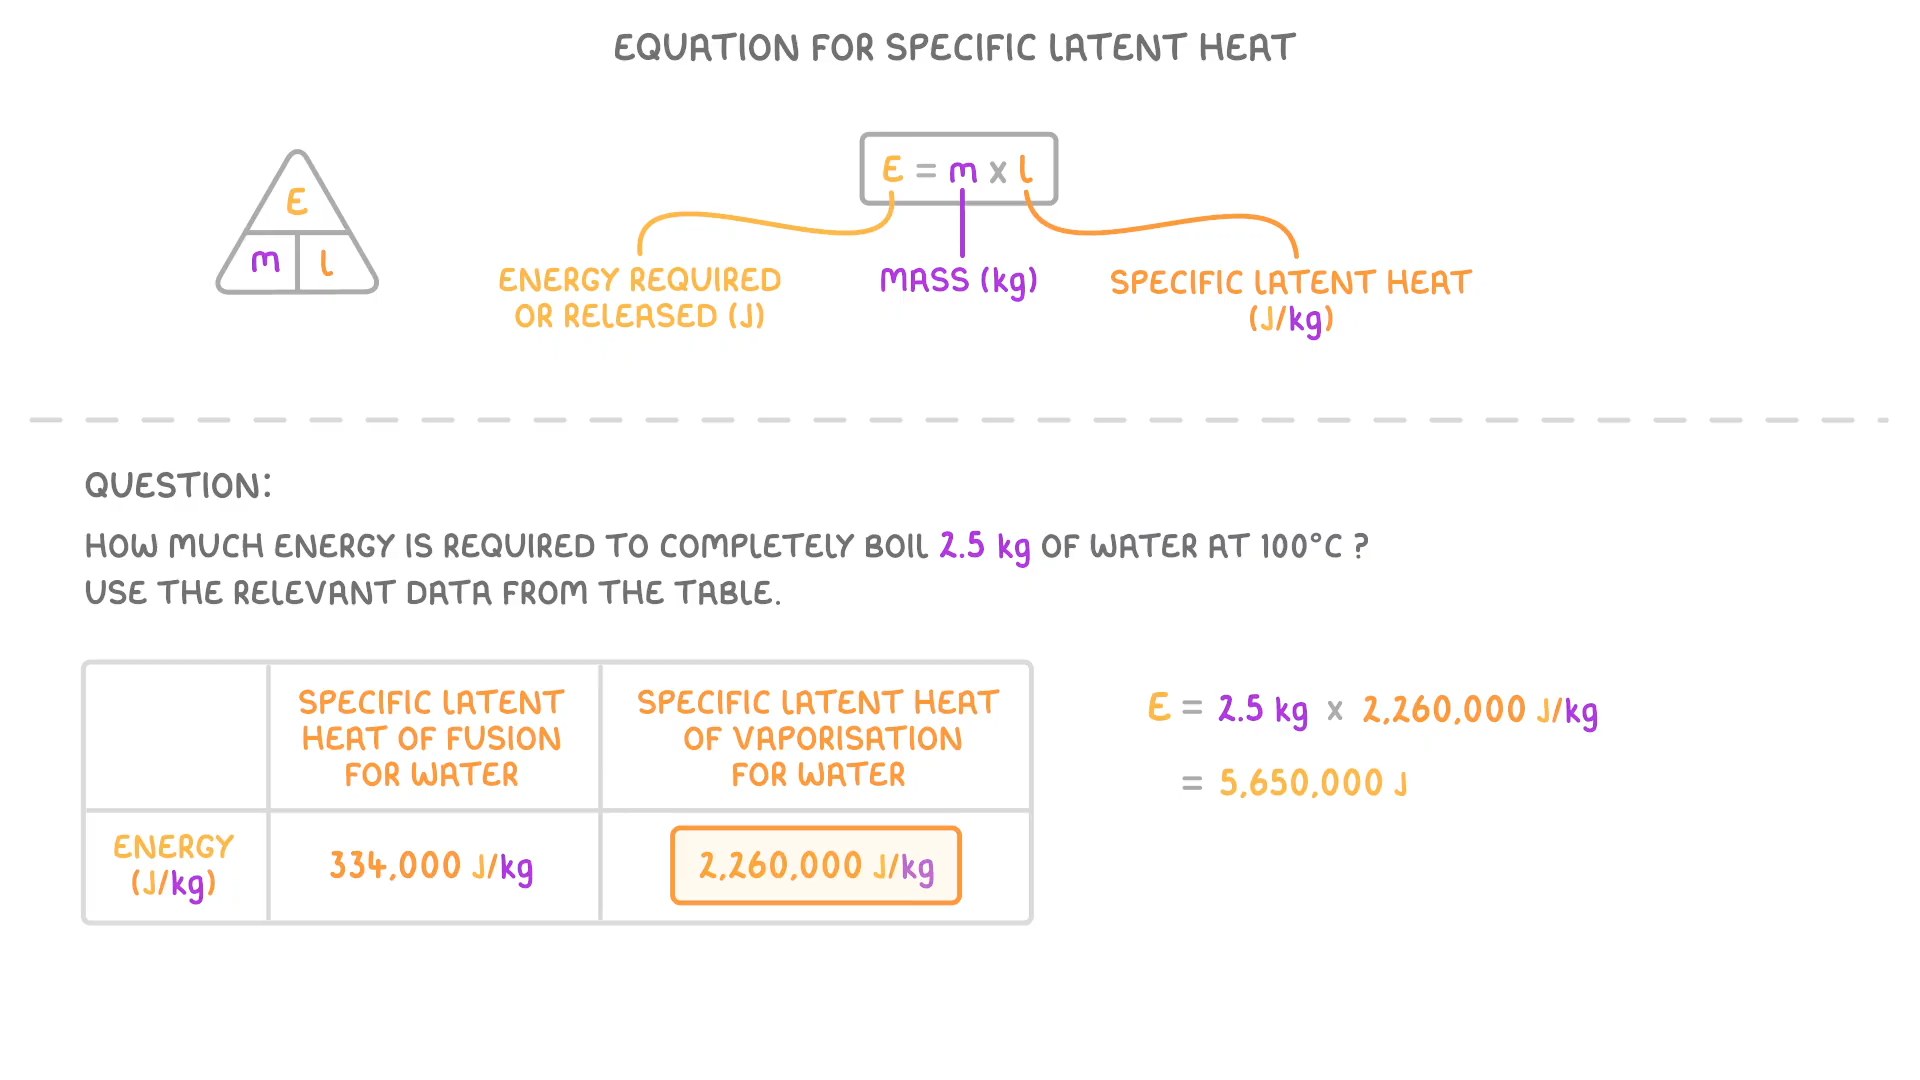 EQUATION FOR SPECIFIC LATENT HEAT
E
m l
E = m x l
ENERGY REQUIRED
OR RELEASED (J)
MASS (kg)
SPECIFIC LATENT HEAT
(J/kg)
QUESTION:
HOW MUCH ENERGY IS REQUIRED TO COMPLETELY BOIL 2.5 kg OF WATER AT 100°C ?
USE THE RELEVANT DATA FROM THE TABLE.
SPECIFIC LATENT
HEAT OF FUSION
FOR WATER
SPECIFIC LATENT HEAT
OF VAPORISATION
FOR WATER
ENERGY
(J/kg)
334,000 J/kg
2,260,000 J/kg
E = 2.5 kg x 2,260,000 J/kg
= 5,650,000 J